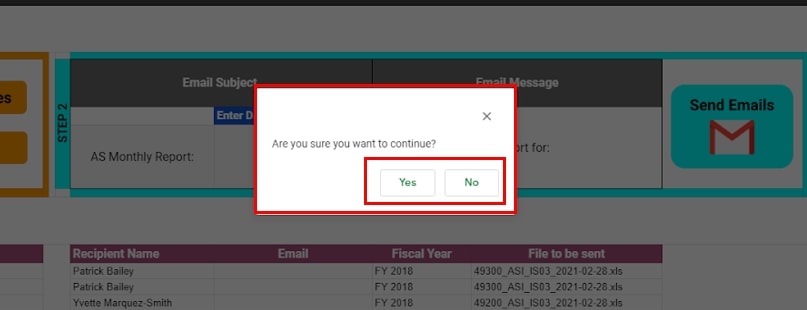 es
STEP 2
Email Subject
Email Message
Enter D
AS Monthly Report:
ort for:
Send Emails
Are you sure you want to continue?
Yes
No
Recipient Name Email Fiscal Year File to be sent
Patrick Bailey FY 2018 49300_ASI_IS03_2021-02-28.xls
Patrick Bailey FY 2018 49300_ASI_IS03_2021-02-28.xls
Yvette Marquez-Smith FY 2018 49200_ASI_IS03_2021-02-28.xls